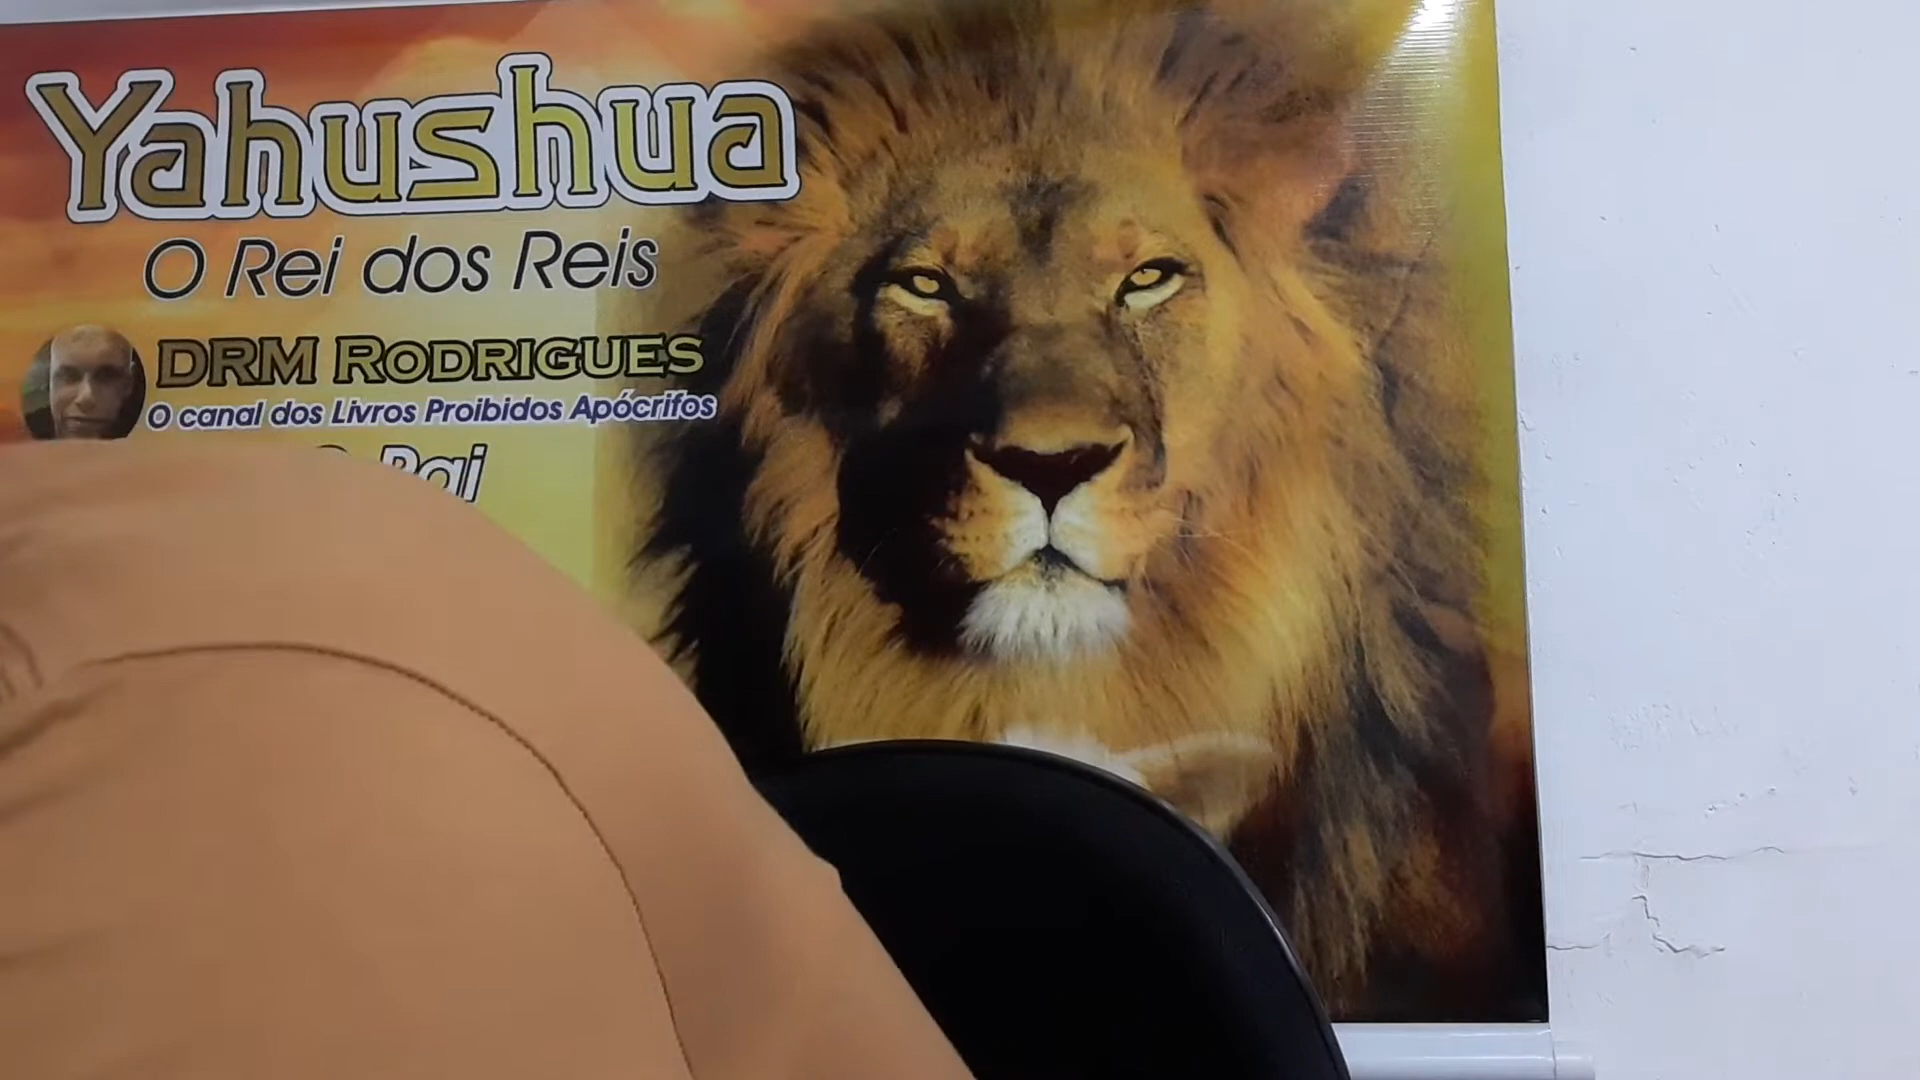 Yahushua
O Rei dos Reis
DRM RODRIGUES
O canal dos Livros Proibidos Apócrifos